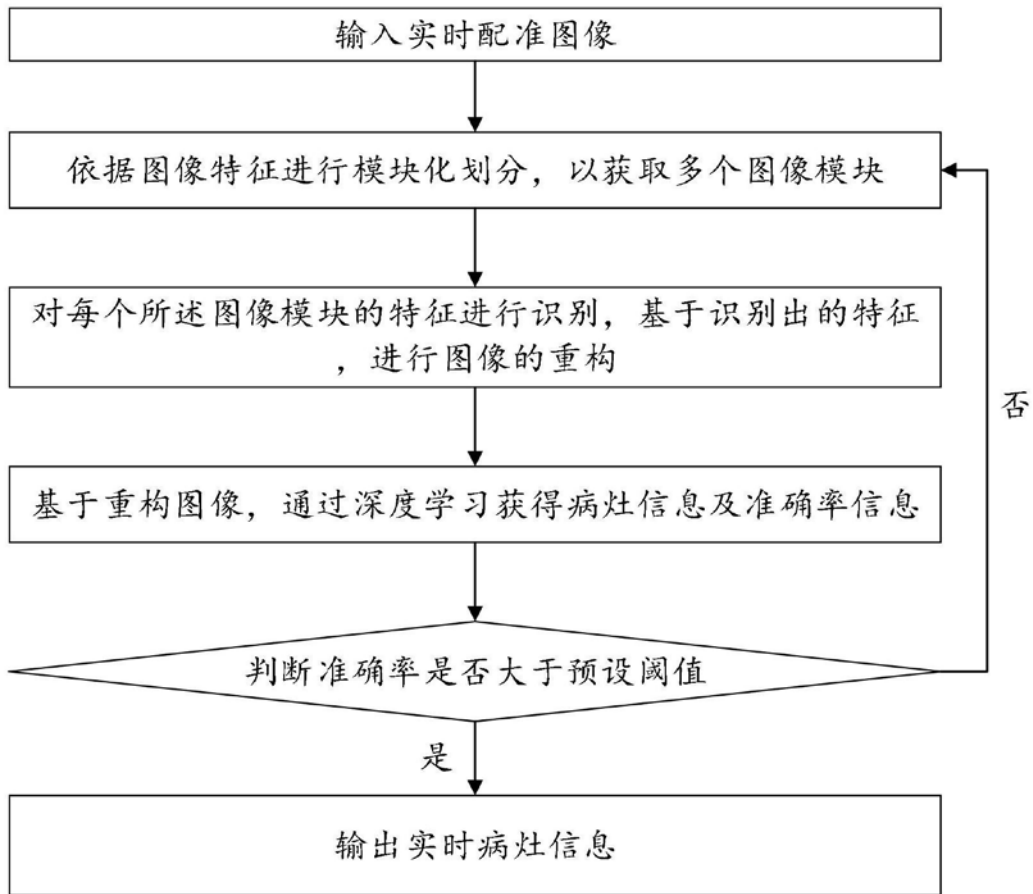 输入实时配准图像
依据图像特征进行模块化划分，以获取多个图像模块
对每个所述图像模块的特征进行识别，基于识别出的特征
，进行图像的重构
否
基于重构图像，通过深度学习获得病灶信息及准确率信息
判断准确率是否大于预设阈值
是
输出实时病灶信息